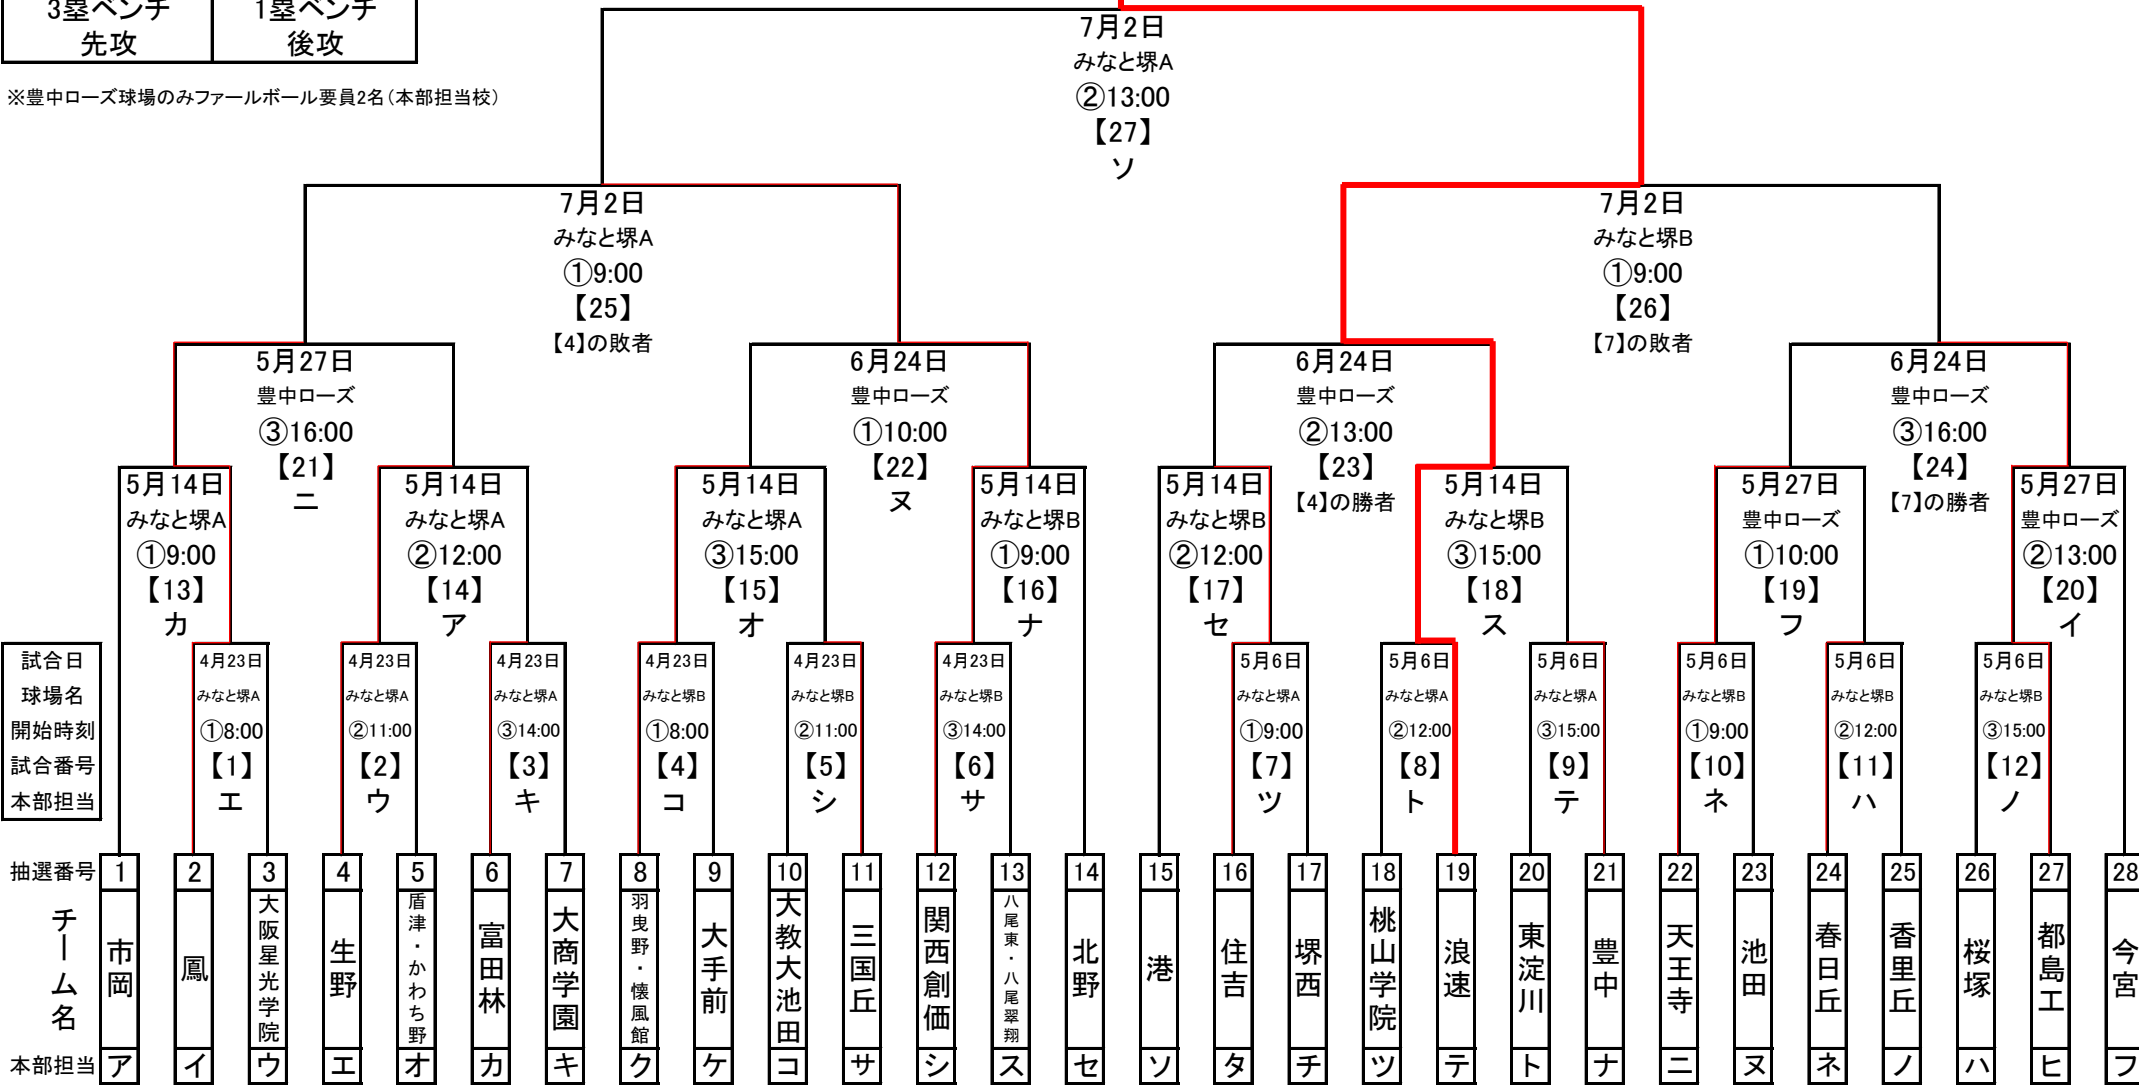 3塁ベンチ 1塁ベンチ
先攻 後攻
※豊中ローズ球場のみファールボール要員2名（本部担当校）
7月2日
みなと堺A
②13:00
【27】
ソ
7月2日
みなと堺A
①9:00
【25】
【4】の敗者
7月2日
みなと堺B
①9:00
【26】
【7】の敗者
5月27日
豊中ローズ
③16:00
【21】
ニ
6月24日
豊中ローズ
①10:00
【22】
ヌ
6月24日
豊中ローズ
②13:00
【23】
【4】の勝者
6月24日
豊中ローズ
③16:00
【24】
【7】の勝者
5月14日
みなと堺A
①9:00
【13】
カ
5月14日
みなと堺A
②12:00
【14】
ア
5月14日
みなと堺A
③15:00
【15】
オ
5月14日
みなと堺B
①9:00
【16】
ナ
5月14日
みなと堺B
②12:00
【17】
セ
5月14日
みなと堺B
③15:00
【18】
ス
5月27日
豊中ローズ
①10:00
【19】
フ
5月27日
豊中ローズ
②13:00
【20】
イ
試合日
球場名
開始時刻
試合番号
本部担当
4月23日
みなと堺A
①8:00
【1】
エ
4月23日
みなと堺A
②11:00
【2】
ウ
4月23日
みなと堺A
③14:00
【3】
キ
4月23日
みなと堺B
①8:00
【4】
コ
4月23日
みなと堺B
②11:00
【5】
シ
4月23日
みなと堺B
③14:00
【6】
サ
5月6日
みなと堺A
①9:00
【7】
ツ
5月6日
みなと堺A
②12:00
【8】
ト
5月6日
みなと堺A
③15:00
【9】
テ
5月6日
みなと堺B
①9:00
【10】
ネ
5月6日
みなと堺B
②12:00
【11】
ハ
5月6日
みなと堺B
③15:00
【12】
ノ
抽選番号 1 2 3 4 5 6 7 8 9 10 11 12 13 14 15 16 17 18 19 20 21 22 23 24 25 26 27 28
チーム名
市岡
鳳
大阪星光学院
生野
盾津・かわち野
富田林
大商学園
羽曳野・懐風館
大手前
大教大池田
三国丘
関西創価
八尾東・八尾翠翔
北野
港
住吉
堺西
桃山学院
浪速
東淀川
豊中
天王寺
池田
春日丘
香里丘
桜塚
都島工
今宮
本部担当 ア イ ウ エ オ カ キ ク ケ コ サ シ ス セ ソ タ チ ツ テ ト ナ ニ ヌ ネ ノ ハ ヒ フ